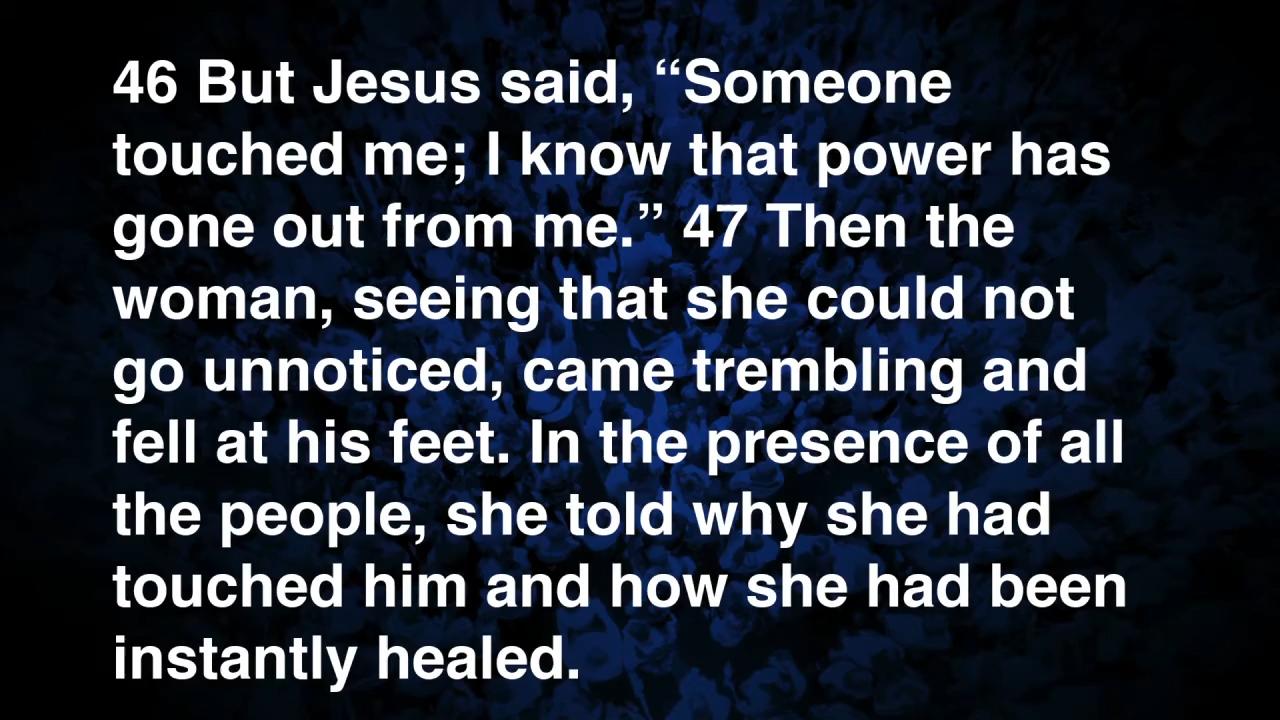 46 But Jesus said, “Someone
touched me; I know that power has
gone out from me.” 47 Then the
woman, seeing that she could not
go unnoticed, came trembling and
fell at his feet. In the presence of all
the people, she told why she had
touched him and how she had been
instantly healed.